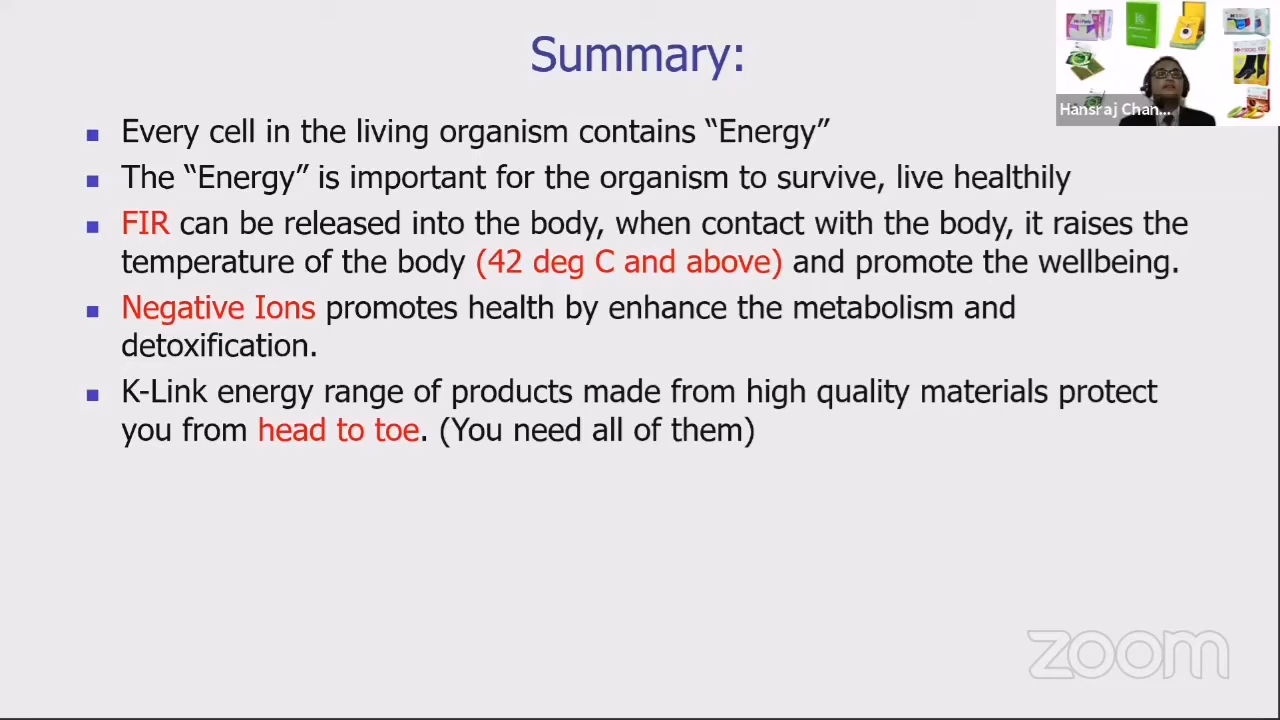 Summary:
Hansraj Chan...
Every cell in the living organism contains “Energy”
The “Energy” is important for the organism to survive, live healthily
FIR can be released into the body, when contact with the body, it raises the
temperature of the body (42 deg C and above) and promote the wellbeing.
Negative Ions promotes health by enhance the metabolism and
detoxification.
K-Link energy range of products made from high quality materials protect
you from head to toe. (You need all of them)
zoom